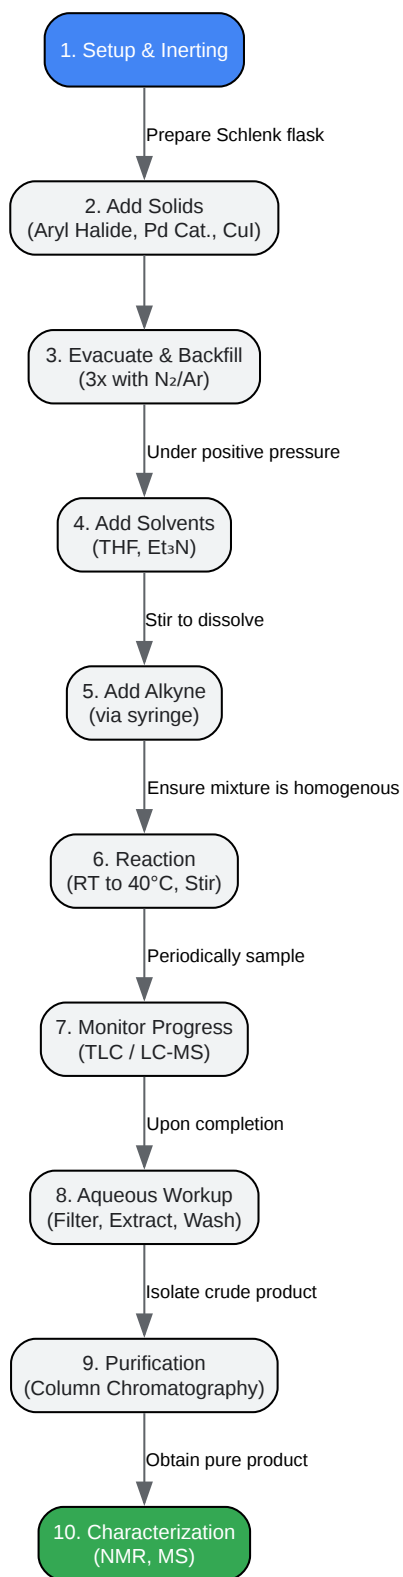 1. Setup & Inerting
Prepare Schlenk flask
2. Add Solids
(Aryl Halide, Pd Cat., CuI)
3. Evacuate & Backfill
(3x with N₂/Ar)
Under positive pressure
4. Add Solvents
(THF, Et₃N)
Stir to dissolve
5. Add Alkyne
(via syringe)
Ensure mixture is homogenous
6. Reaction
(RT to 40°C, Stir)
Periodically sample
7. Monitor Progress
(TLC / LC-MS)
Upon completion
8. Aqueous Workup
(Filter, Extract, Wash)
Isolate crude product
9. Purification
(Column Chromatography)
Obtain pure product
10. Characterization
(NMR, MS)